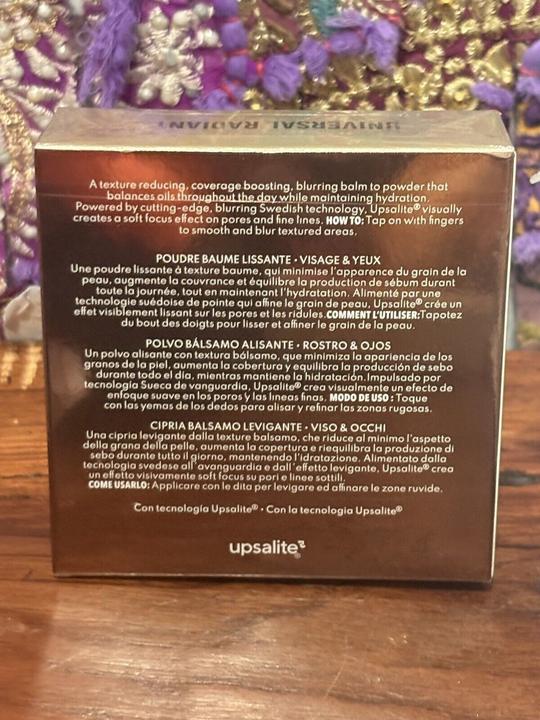 UNIVERSAL RADIANT
A texture reducing, coverage boosting, blurring balm to powder that
balances oils throughout the day while maintaining hydration.
Powered by cutting-edge, blurring Swedish technology, Upsalite® visually
creates a soft focus effect on pores and fine lines. HOW TO: Tap on with fingers
to smooth and blur textured areas.
POUDRE BAUME LISSANTE • VISAGE & YEUX
Une poudre lissante à texture baume, qui minimise l'apparence du grain de la
peau, augmente la couvrance et équilibre la production de sébum durant
toute la journée, tout en maintenant l'hydratation. Alimenté par une
technologie suédoise de pointe qui affine le grain de peau, Upsalite® crée un
effet visiblement lissant sur les pores et les ridules.COMMENT L'UTILISER:Tapotez
du bout des doigts pour lisser et affiner le grain de la peau.
POLVO BÁLSAMO ALISANTE • ROSTRO & OJOS
Un polvo alisante con textura bálsamo, que minimiza la apariencia de los
granos de la piel, aumenta la cobertura y equilibra la producción de sebo
durante todo el día, mientras mantiene la hidratación.Impulsado por
tecnología Sueca de vanguardia, Upsalite® crea visualmente un efecto de
enfoque suave en los poros y las lineas finas. MODO DE USO : Toque
con las yemas de los dedos para alisar y refinar las zonas rugosas.
CIPRIA BALSAMO LEVIGANTE • VISO & OCCHI
Una cipria levigante dalla texture balsamo, che riduce al minimo l'aspetto
della grana della pelle, aumenta la copertura e riequilibra la produzione di
sebo durante tutto il giorno, mantenendo l'idratazione. Alimentato dalla
tecnologia svedese all'avanguardia e dall'effetto levigante, Upsalite® crea
un effetto visivamente soft focus su pori e linee sottili.
COME USARLO: Applicare con le dita per levigare ed affinare le zone ruvide.
Con tecnología Upsalite® • Con la tecnologia Upsalite®
upsalite®